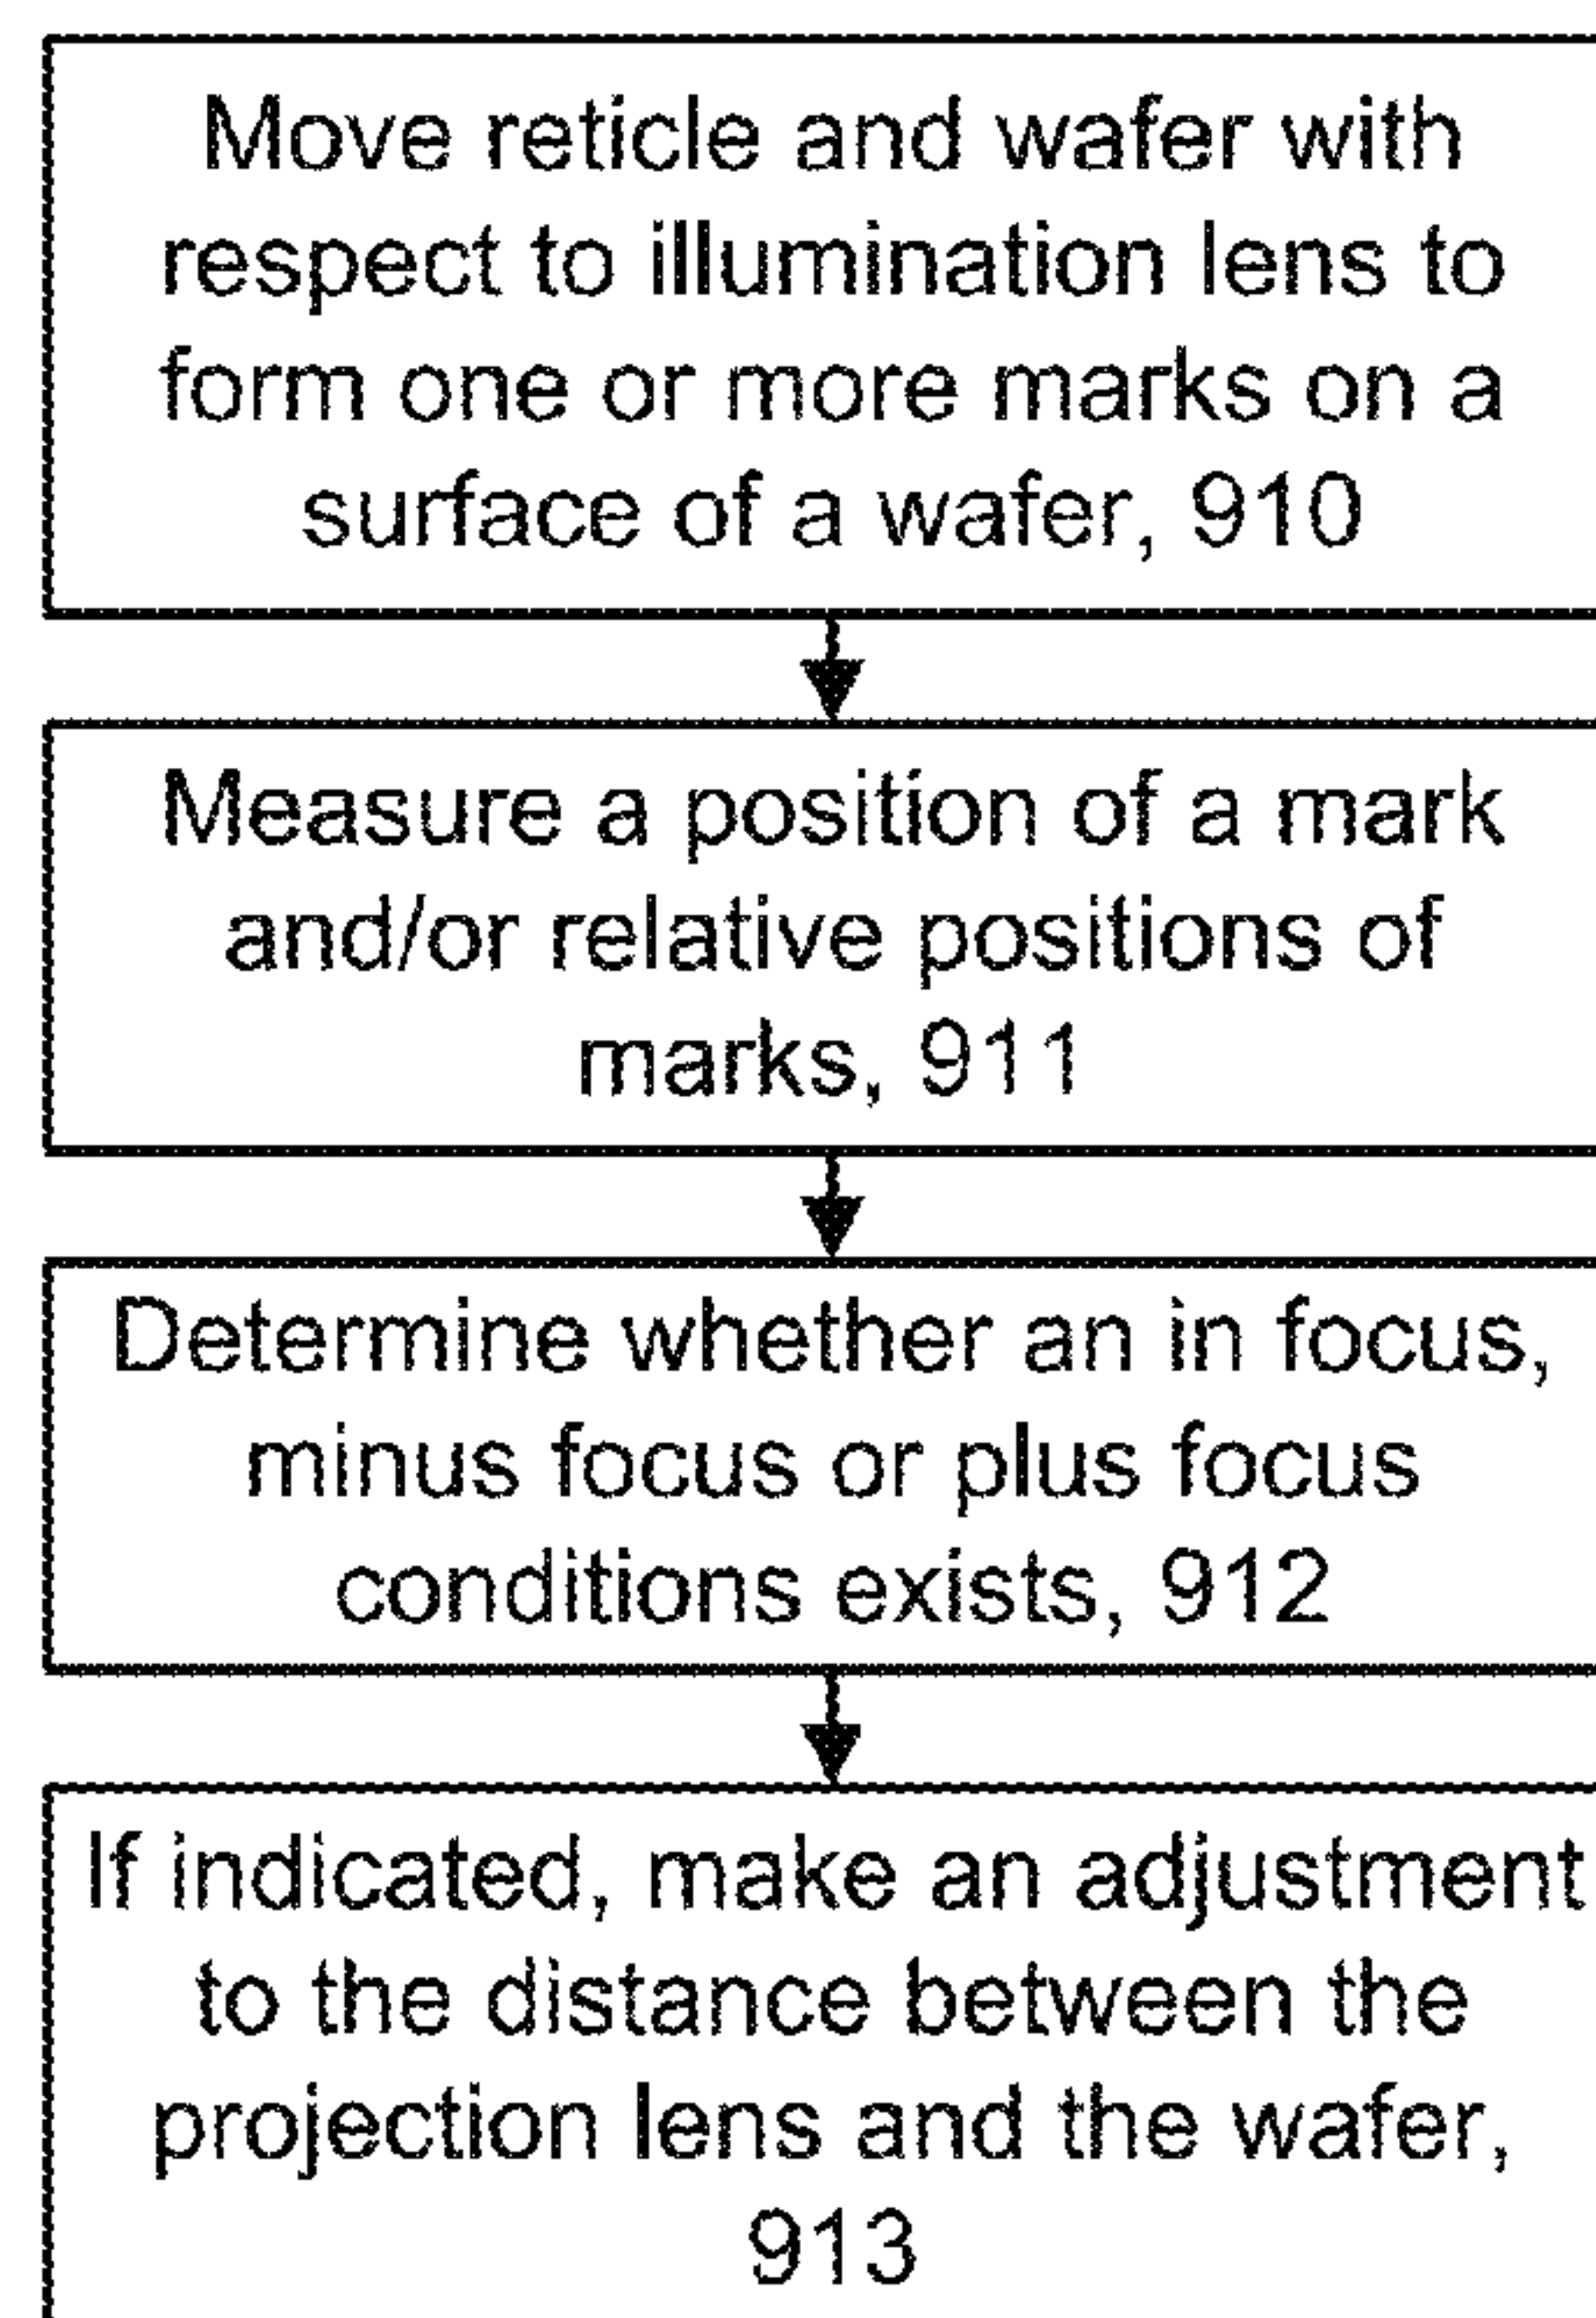 Move reticle and wafer with
respect to illumination lens to
form one or more marks on a
surface of a wafer, 910
Measure a position of a mark
and/or relative positions of
marks, 911
Determine whether an in focus,
minus focus or plus focus
conditions exists, 912
If indicated, make an adjustment
to the distance between the
projection lens and the wafer,
913